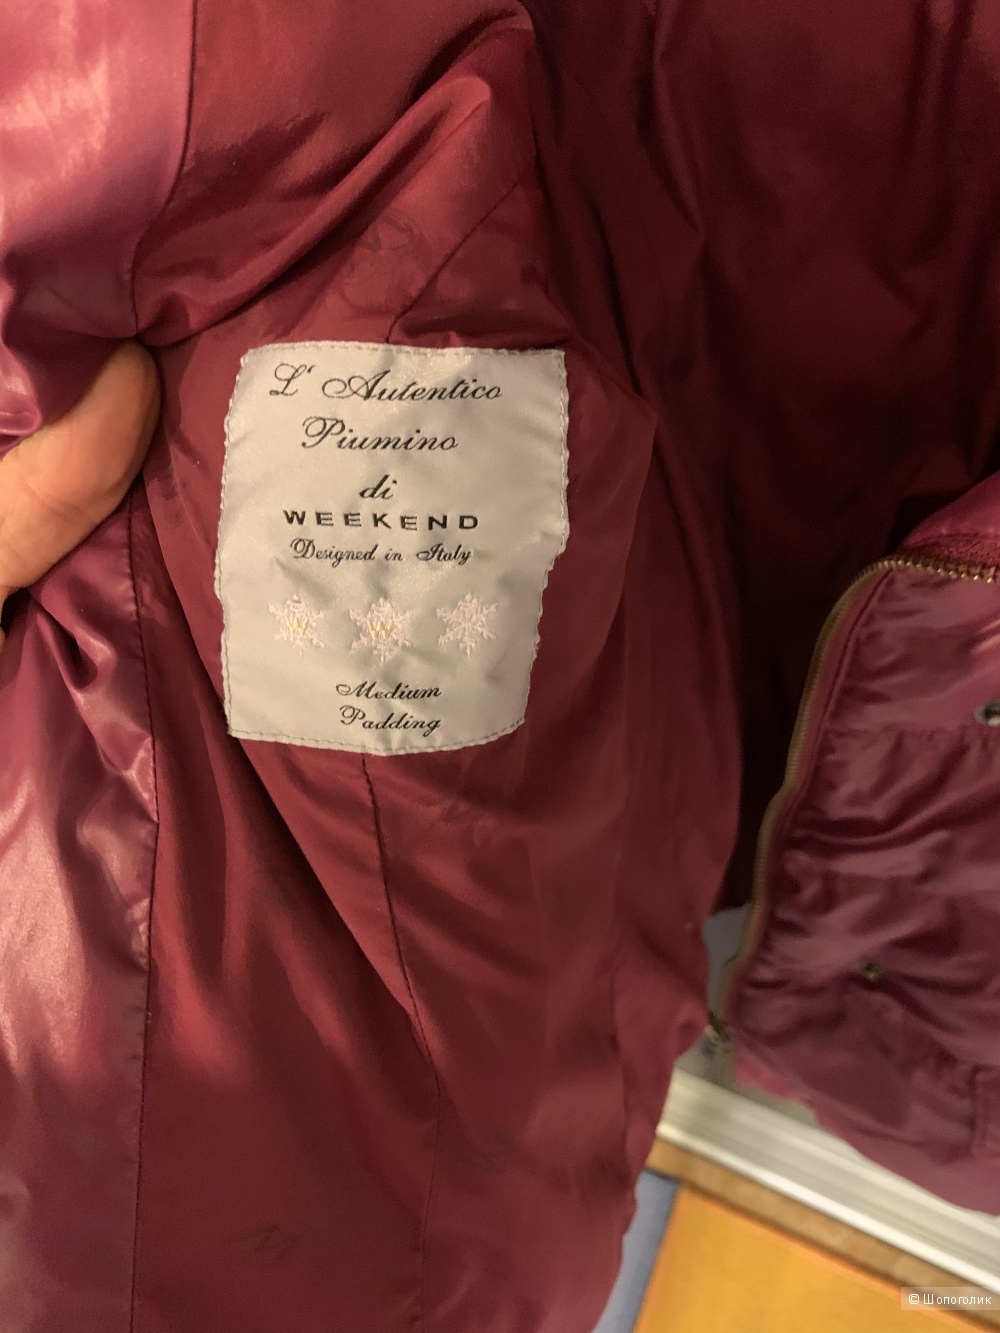 L' Autentico
Piumino
di
WEEKEND
Designed in Italy
W W
Medium
Padding
© Шопоголик